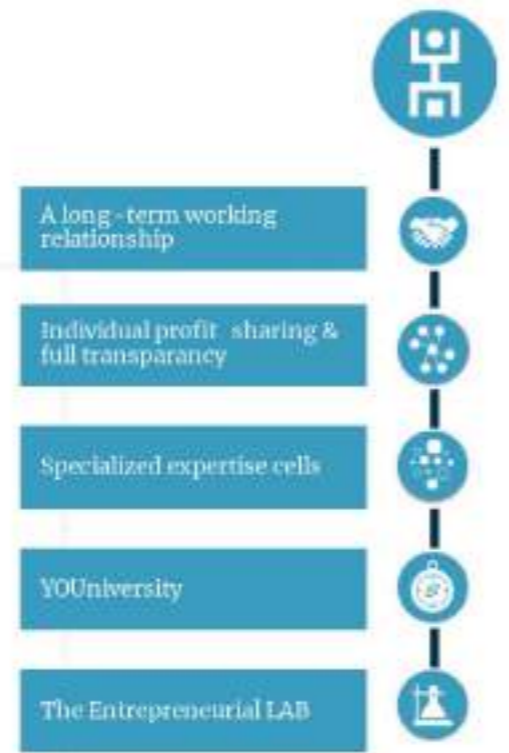 A long-term working
relationship
Individual profit sharing &
full transparancy
Specialized expertise cells
YOUniversity
The Entrepreneurial LAB